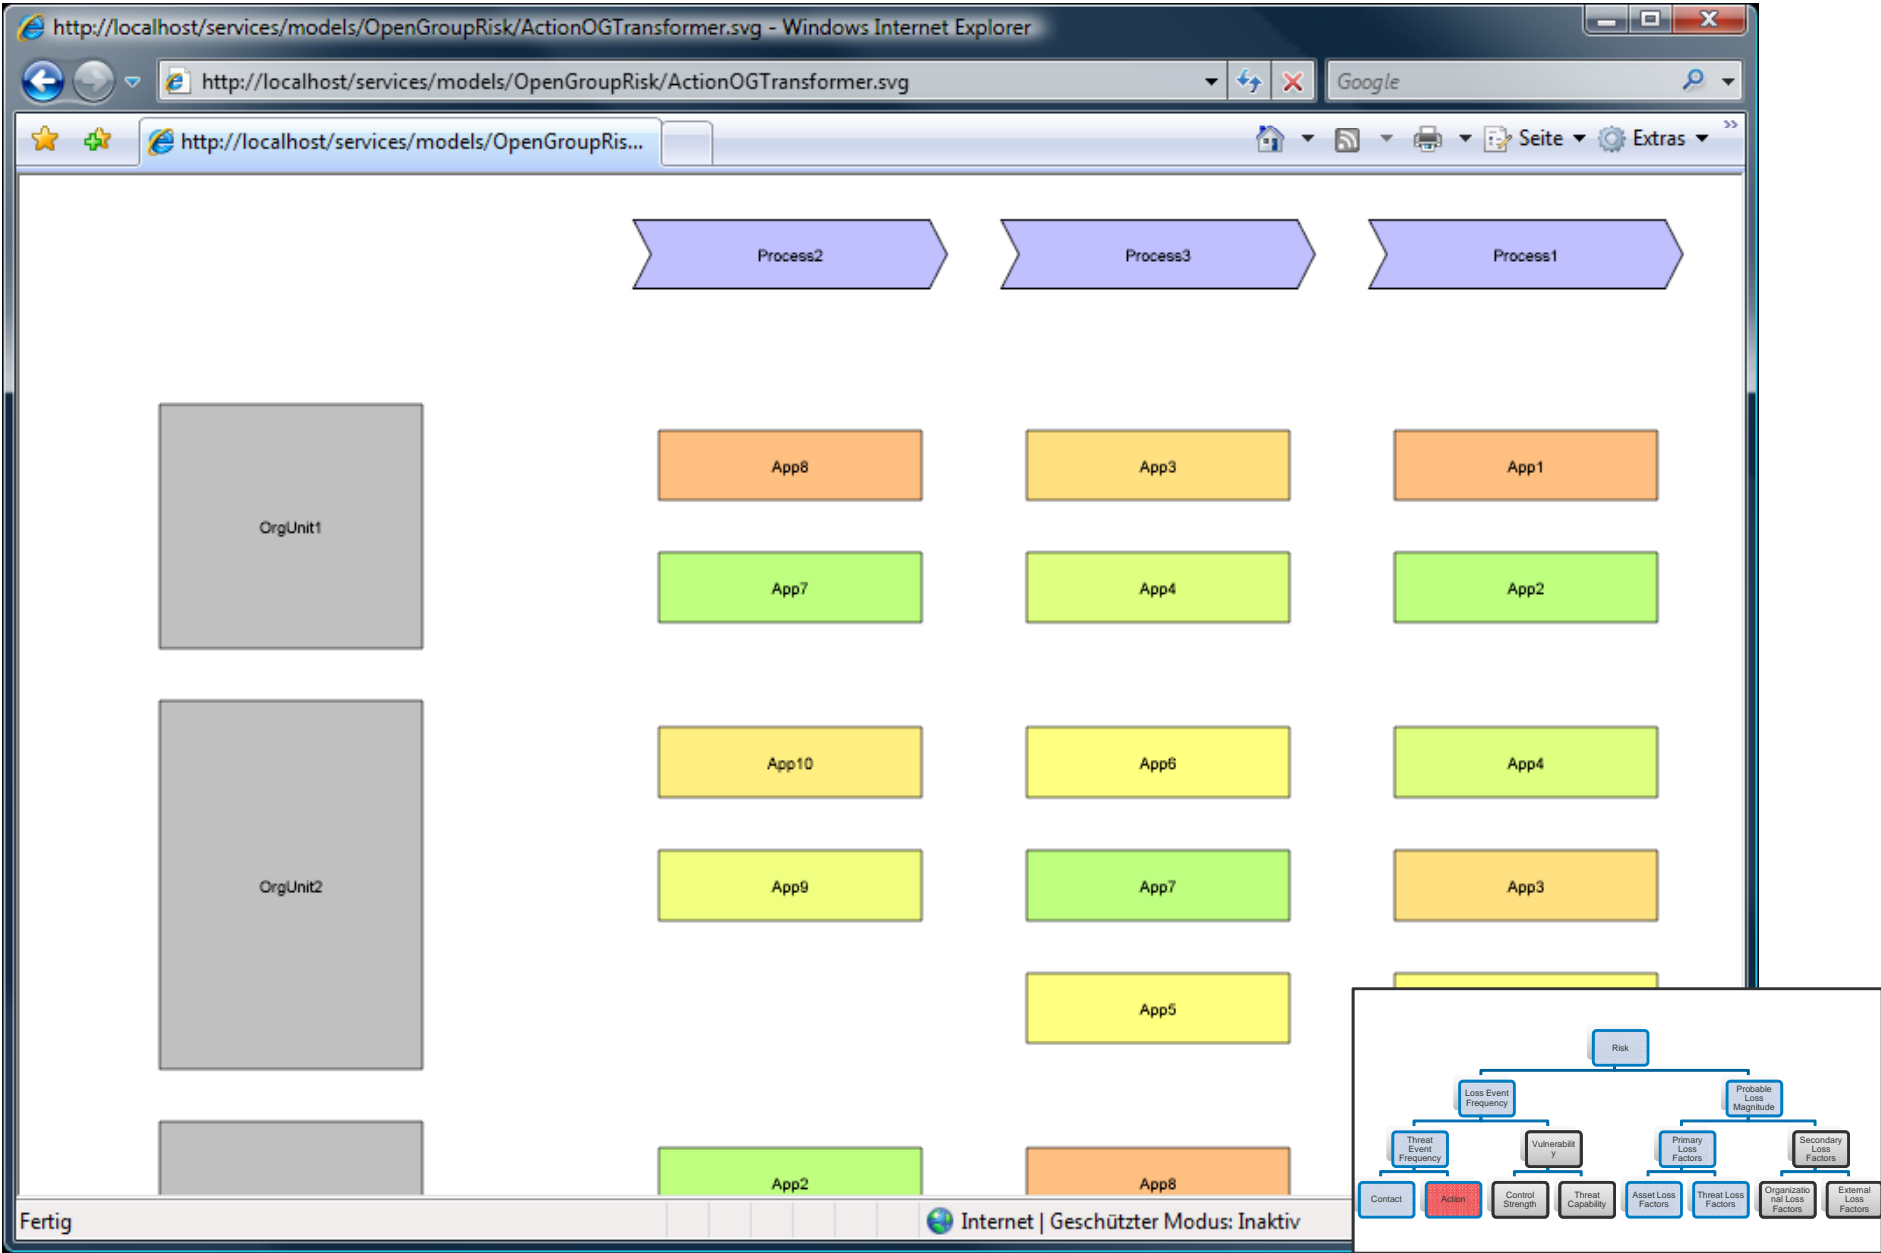 http://localhost/services/models/OpenGroupRisk/ActionOGTransformer.svg - Windows Internet Explorer
http://localhost/services/models/OpenGroupRisk/ActionOGTransformer.svg
Google
http://localhost/services/models/OpenGroupRis...
Seite
Extras
Process2
Process3
Process1
OrgUnit1
App8
App3
App1
App7
App4
App2
OrgUnit2
App10
App6
App4
App9
App7
App3
App5
App2
App8
Risk
Loss Event
Frequency
Probable
Loss
Magnitude
Threat
Event
Frequency
Vulnerabilit
y
Primary
Loss
Factors
Secondary
Loss
Factors
Contact
Action
Control
Strength
Threat
Capability
Asset Loss
Factors
Threat Loss
Factors
Organizatio
nal Loss
Factors
External
Loss
Factors
Fertig
Internet | Geschützter Modus: Inaktiv